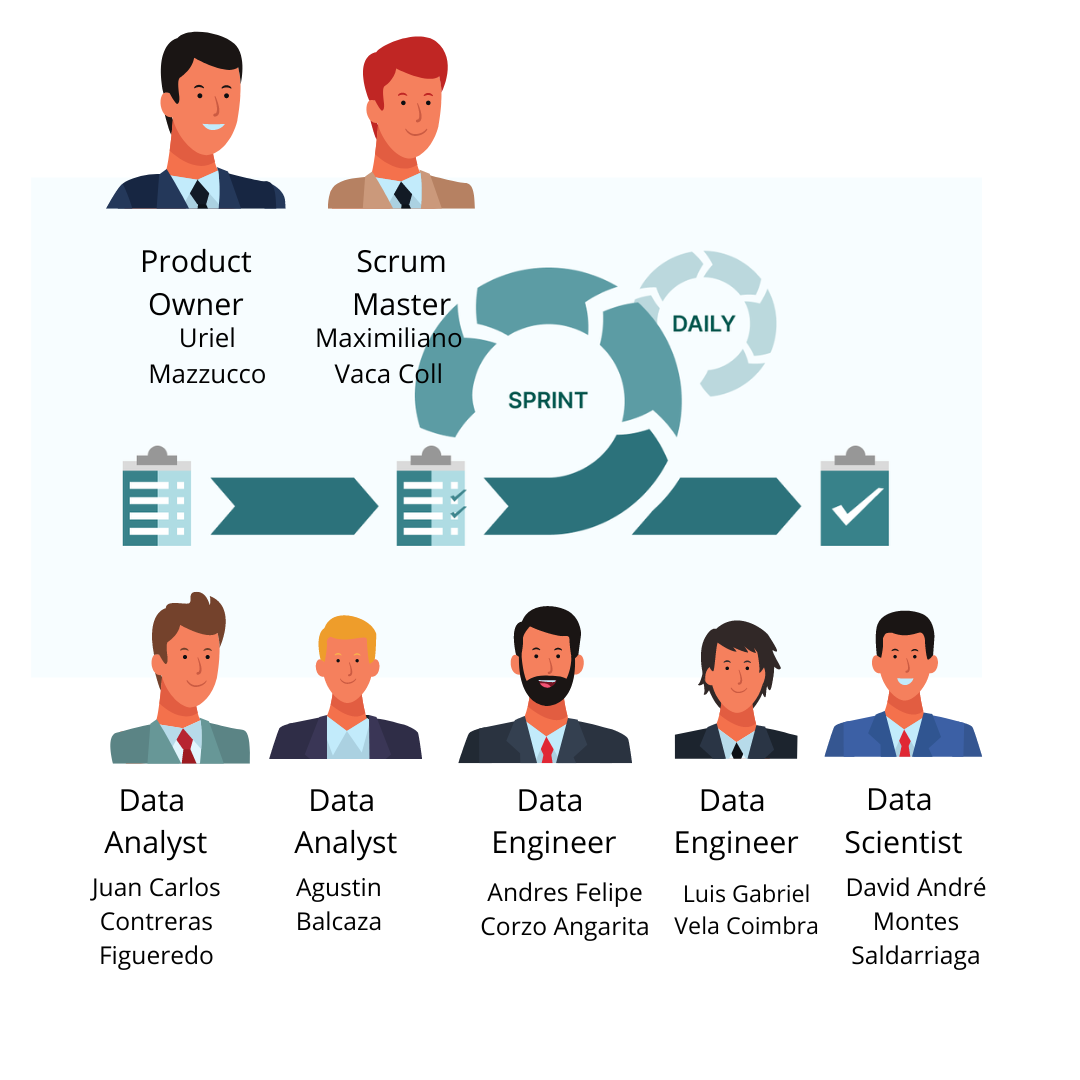 Product
Owner
Uriel
Mazzucco
Scrum
Master
Maximiliano
Vaca Coll
SPRINT
DAILY
Data
Analyst
Juan Carlos
Contreras
Figueredo
Data
Analyst
Agustin
Balcaza
Data
Engineer
Andres Felipe
Corzo Angarita
Data
Engineer
Luis Gabriel
Vela Coimbra
Data
Scientist
David André
Montes
Saldarriaga